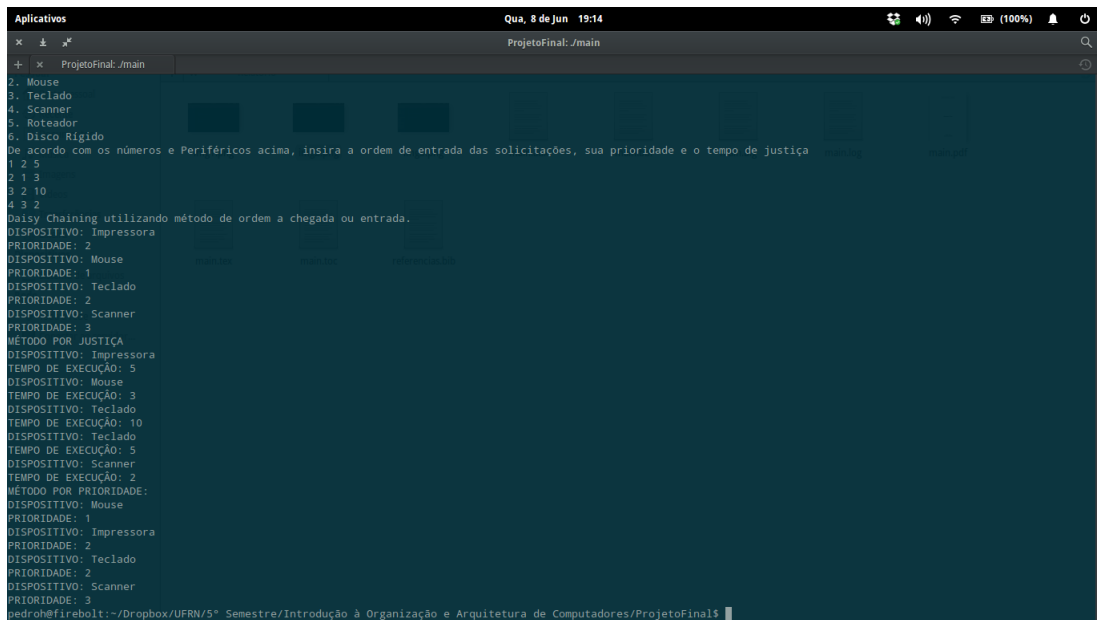 Aplicativos
Qua, 8 de Jun 19:14
(100%)
ProjetoFinal: ./main
ProjetoFinal: ./main
2. Mouse
3. Teclado
4. Scanner
5. Roteador
6. Disco Rígido
De acordo com os números e Periféricos acima, insira a ordem de entrada das solicitações, sua prioridade e o tempo de justiça
1 2 5
2 1 3
3 2 10
4 3 2
Daisy Chaining utilizando método de ordem a chegada ou entrada.
DISPOSITIVO: Impressora
PRIORIDADE: 2
DISPOSITIVO: Mouse
PRIORIDADE: 1
DISPOSITIVO: Teclado
PRIORIDADE: 2
DISPOSITIVO: Scanner
PRIORIDADE: 3
MÉTODO POR JUSTIÇA
DISPOSITIVO: Impressora
TEMPO DE EXECUÇÃO: 5
DISPOSITIVO: Mouse
TEMPO DE EXECUÇÃO: 3
DISPOSITIVO: Teclado
TEMPO DE EXECUÇÃO: 10
DISPOSITIVO: Teclado
TEMPO DE EXECUÇÃO: 5
DISPOSITIVO: Scanner
TEMPO DE EXECUÇÃO: 2
MÉTODO POR PRIORIDADE:
DISPOSITIVO: Mouse
PRIORIDADE: 1
DISPOSITIVO: Impressora
PRIORIDADE: 2
DISPOSITIVO: Teclado
PRIORIDADE: 2
DISPOSITIVO: Scanner
PRIORIDADE: 3
pedroh@firebolt:~/Dropbox/UFRN/5° Semestre/Introdução à Organização e Arquitetura de Computadores/ProjetoFinal$